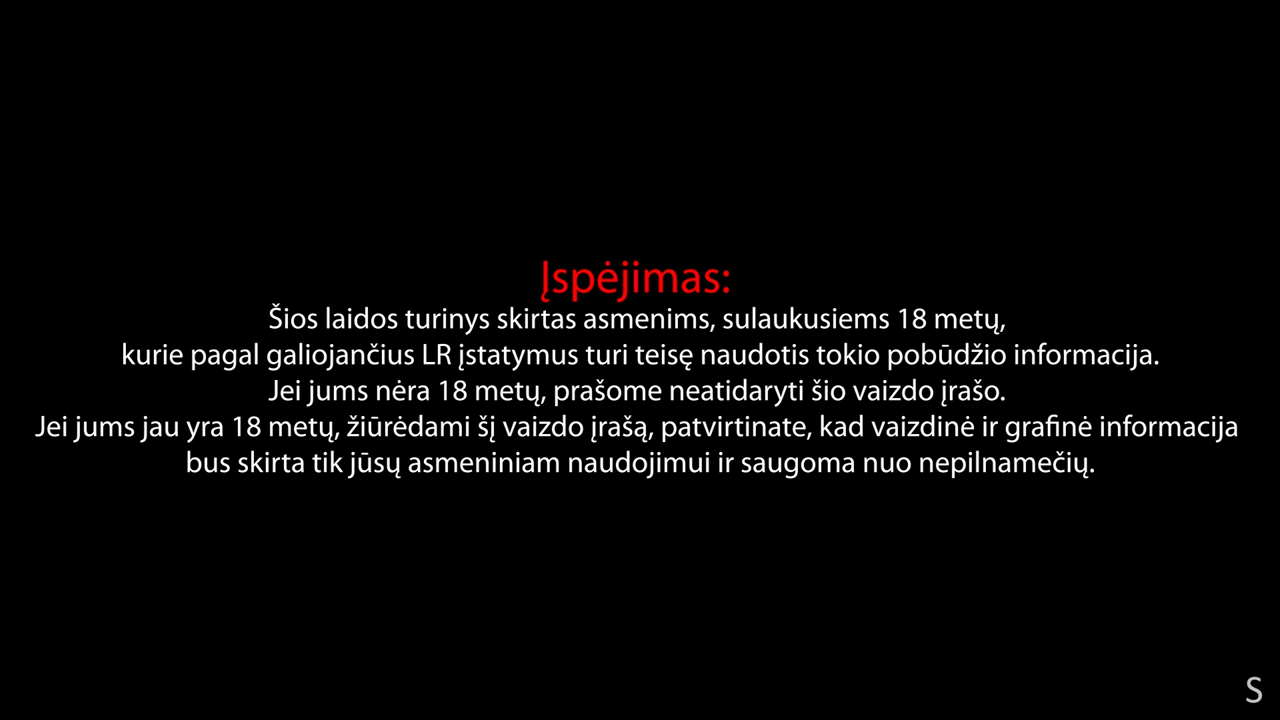 Įspėjimas:
Šios laidos turinys skirtas asmenims, sulaukusiems 18 metų,
kurie pagal galiojančius LR įstatymus turi teisę naudotis tokio pobūdžio informacija.
Jei jums nėra 18 metų, prašome neatidaryti šio vaizdo įrašo.
Jei jums jau yra 18 metų, žiūrėdami šį vaizdo įrašą, patvirtinate, kad vaizdinė ir grafinė informacija
bus skirta tik jūsų asmeniniam naudojimui ir saugoma nuo nepilnamečių.
S